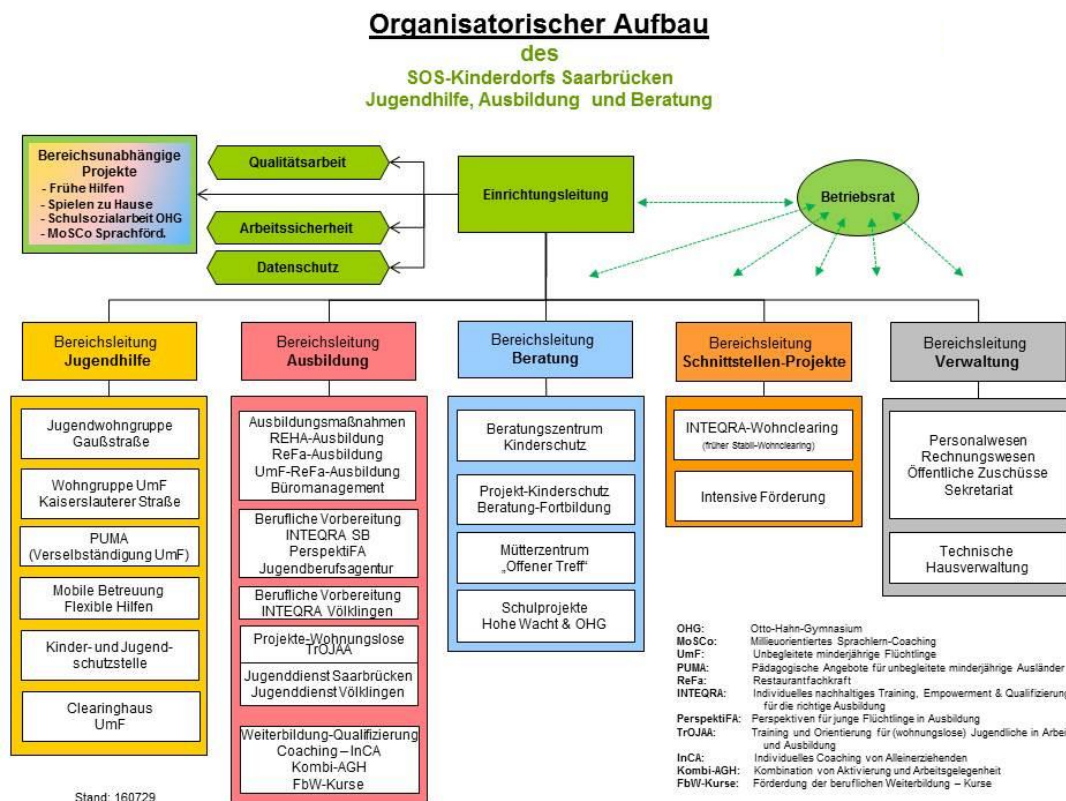 Organisatorischer Aufbau
des
SOS-Kinderdorfs Saarbrücken
Jugendhilfe, Ausbildung und Beratung
Bereichsunabhängige
Projekte
- Frühe Hilfen
- Spielen zu Hause
- Schulsozialarbeit OHG
- MoSCo Sprachförd.
Qualitätsarbeit
Arbeitssicherheit
Datenschutz
Einrichtungsleitung
Betriebsrat
Bereichsleitung
Jugendhilfe
Jugendwohngruppe
Gaußstraße
Wohngruppe UmF
Kaiserslauterer Straße
PUMA
(Verselbständigung UmF)
Mobile Betreuung
Flexible Hilfen
Kinder- und Jugend-
schutzstelle
Clearinghaus
UmF
Bereichsleitung
Ausbildung
Ausbildungsmaßnahmen
REHA-Ausbildung
ReFa-Ausbildung
UmF-ReFa-Ausbildung
Büromanagement
Berufliche Vorbereitung
INTEQRA SB
PerspektiFA
Jugendberufsagentur
Berufliche Vorbereitung
INTEQRA Völklingen
Projekte-Wohnungslose
TrOJAA
Jugenddienst Saarbrücken
Jugenddienst Völklingen
Weiterbildung-Qualifizierung
Coaching – InCA
Kombi-AGH
FbW-Kurse
Bereichsleitung
Beratung
Beratungszentrum
Kinderschutz
Projekt-Kinderschutz
Beratung-Fortbildung
Mütterzentrum
„Offener Treff“
Schulprojekte
Hohe Wacht & OHG
Bereichsleitung
Schnittstellen-Projekte
INTEQRA-Wohnclearing
(früher Stabil-Wohnclearing)
Intensive Förderung
Bereichsleitung
Verwaltung
Personalwesen
Rechnungswesen
Öffentliche Zuschüsse
Sekretariat
Technische
Hausverwaltung
OHG: Otto-Hahn-Gymnasium
MoSCo: Millieuorientiertes Sprachlern-Coaching
UmF: Unbegleitete minderjährige Flüchtlinge
PUMA: Pädagogische Angebote für unbegleitete minderjährige Ausländer
ReFa: Restaurantfachkraft
INTEQRA: Individuelles nachhaltiges Training, Empowerment & Qualifizierung
für die richtige Ausbildung
PerspektiFA: Perspektiven für junge Flüchtlinge in Ausbildung
TrOJAA: Training und Orientierung für (wohnungslose) Jugendliche in Arbeit
und Ausbildung
InCA: Individuelles Coaching von Alleinerziehenden
Kombi-AGH: Kombination von Aktivierung und Arbeitsgelegenheit
FbW-Kurse: Förderdung der beruflichen Weiterbildung – Kurse
Stand: 160729